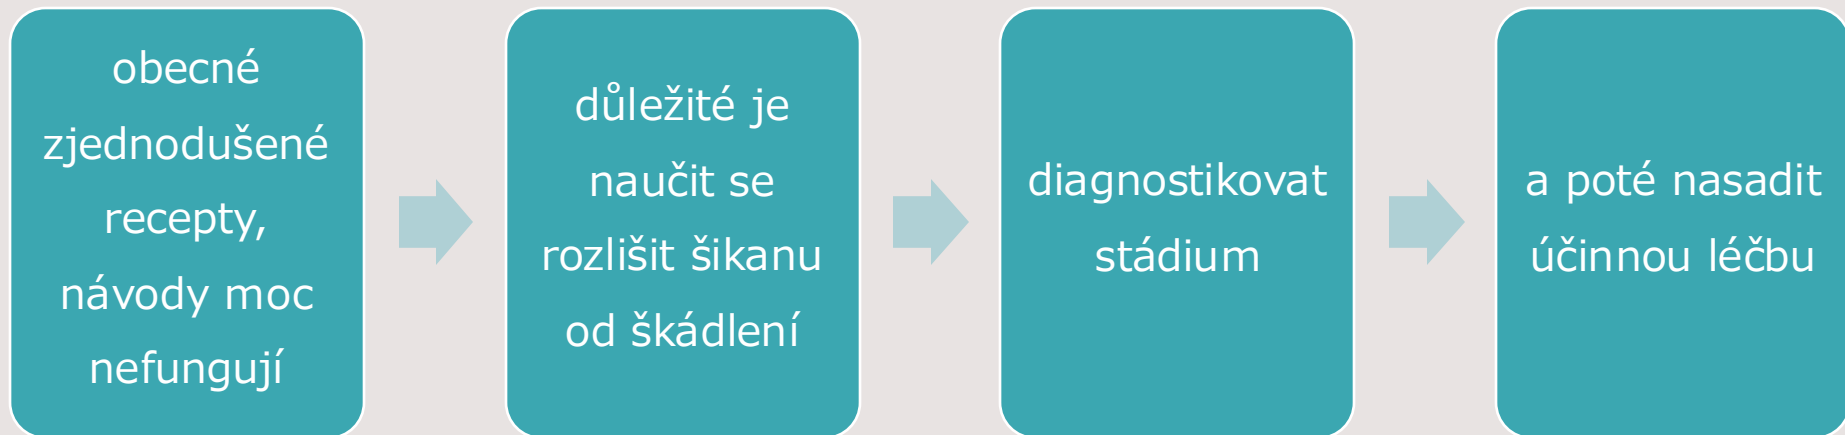 obecné
zjednodušené
recepty,
návody moc
nefungují
důležité je
naučit se
rozlišit šikanu
od škádlení
diagnostikovat
stádium
a poté nasadit
účinnou léčbu